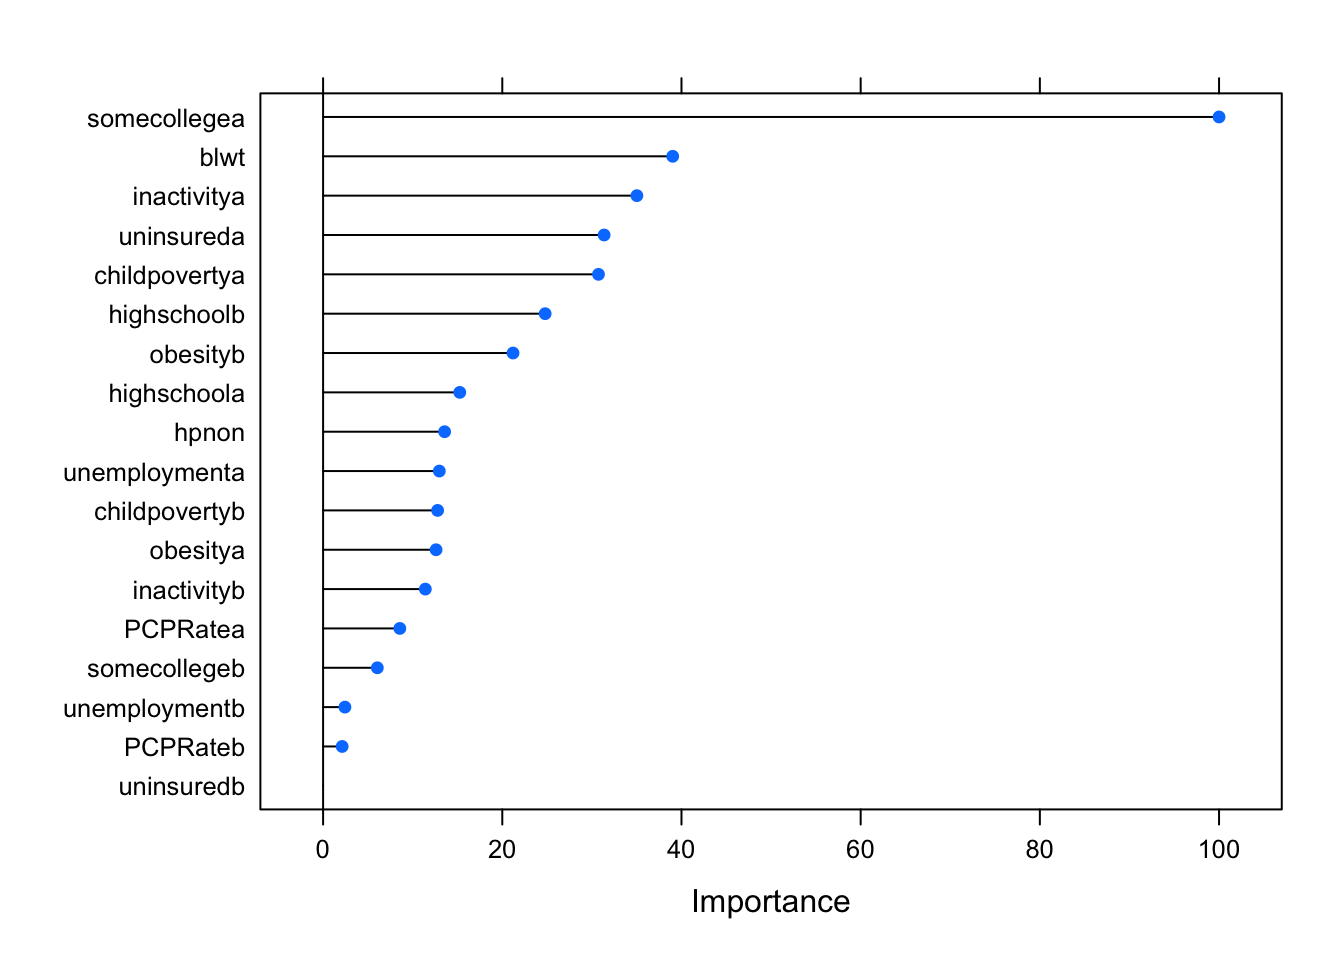 somecollegea
blwt
inactivitya
uninsureda
childpovertya
highschoolb
obesityb
highschoola
hpnon
unemploymenta
childpovertyb
obesitya
inactivityb
PCPRatea
somecollegeb
unemploymentb
PCPRateb
uninsuredb
0 20 40 60 80 100
Importance